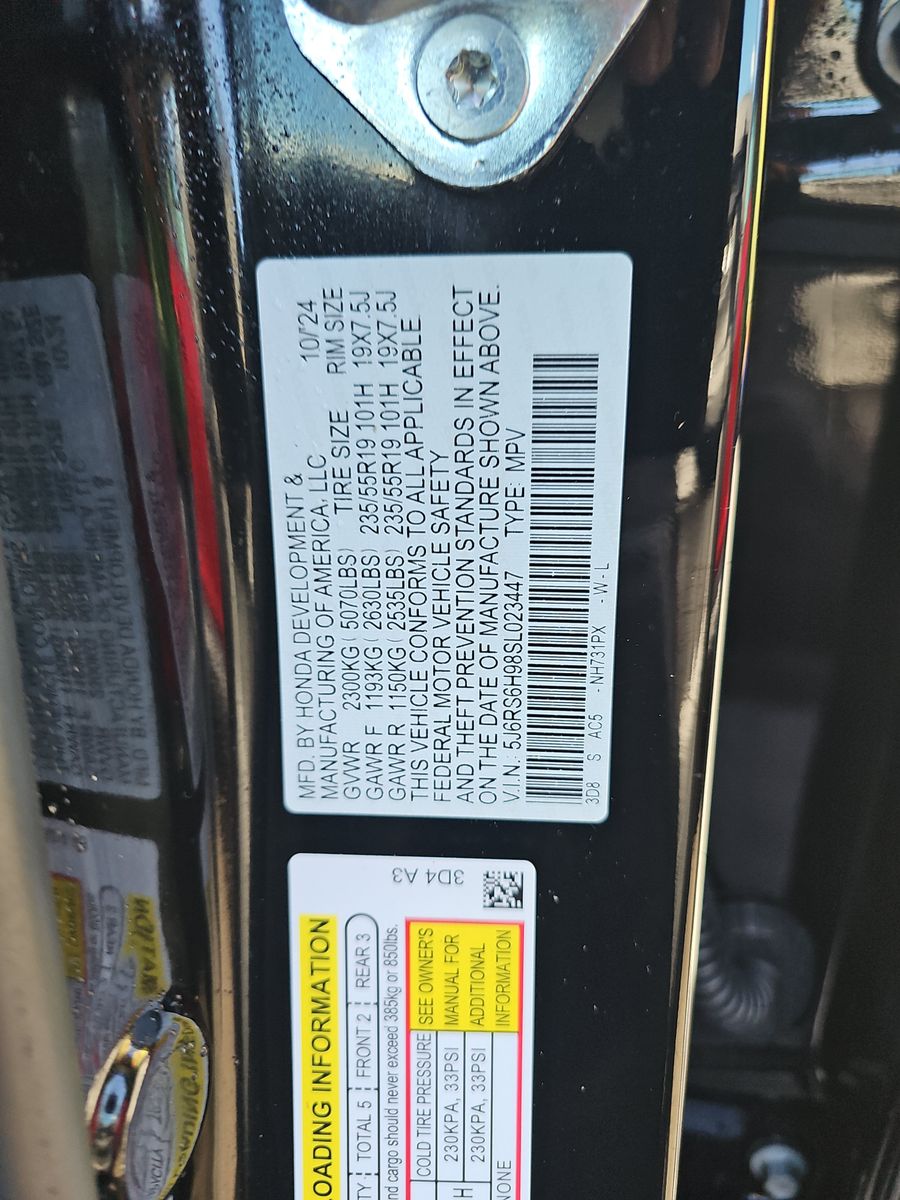 MFD. BY HONDA DEVELOPMENT &
MANUFACTURING OF AMERICA, LLC 10/'24
GVWR 2300KG ( 5070LBS) TIRE SIZE RIM SIZE
GAWR F 1193KG ( 2630LBS) 235/55R19 101H 19X7.5J
GAWR R 1150KG ( 2535LBS) 235/55R19 101H 19X7.5J
THIS VEHICLE CONFORMS TO ALL APPLICABLE
FEDERAL MOTOR VEHICLE SAFETY
AND THEFT PREVENTION STANDARDS IN EFFECT
ON THE DATE OF MANUFACTURE SHOWN ABOVE.
V.I.N.: 5J6RS6H98SL023447 TYPE: MPV
3D8 S AC5 - NH731PX - W - L
LOADING INFORMATION
TOTAL 5 FRONT 2 REAR 3
cargo should never exceed 385kg or 850lbs.
COLD TIRE PRESSURE
230KPA, 33PSI
230KPA, 33PSI
NONE
SEE OWNER'S
MANUAL FOR
ADDITIONAL
INFORMATION
3D4 A3